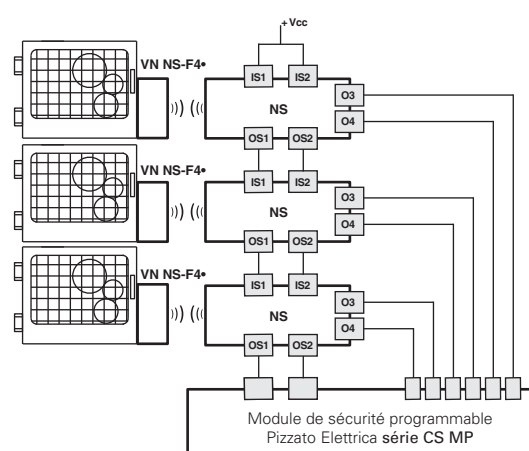 + Vcc
VN NS-F4•
IS1 IS2
NS
O3
O4
OS1 OS2
VN NS-F4•
IS1 IS2
NS
O3
O4
OS1 OS2
VN NS-F4•
IS1 IS2
NS
O3
O4
OS1 OS2
Module de sécurité programmable
Pizzato Elettrica série CS MP